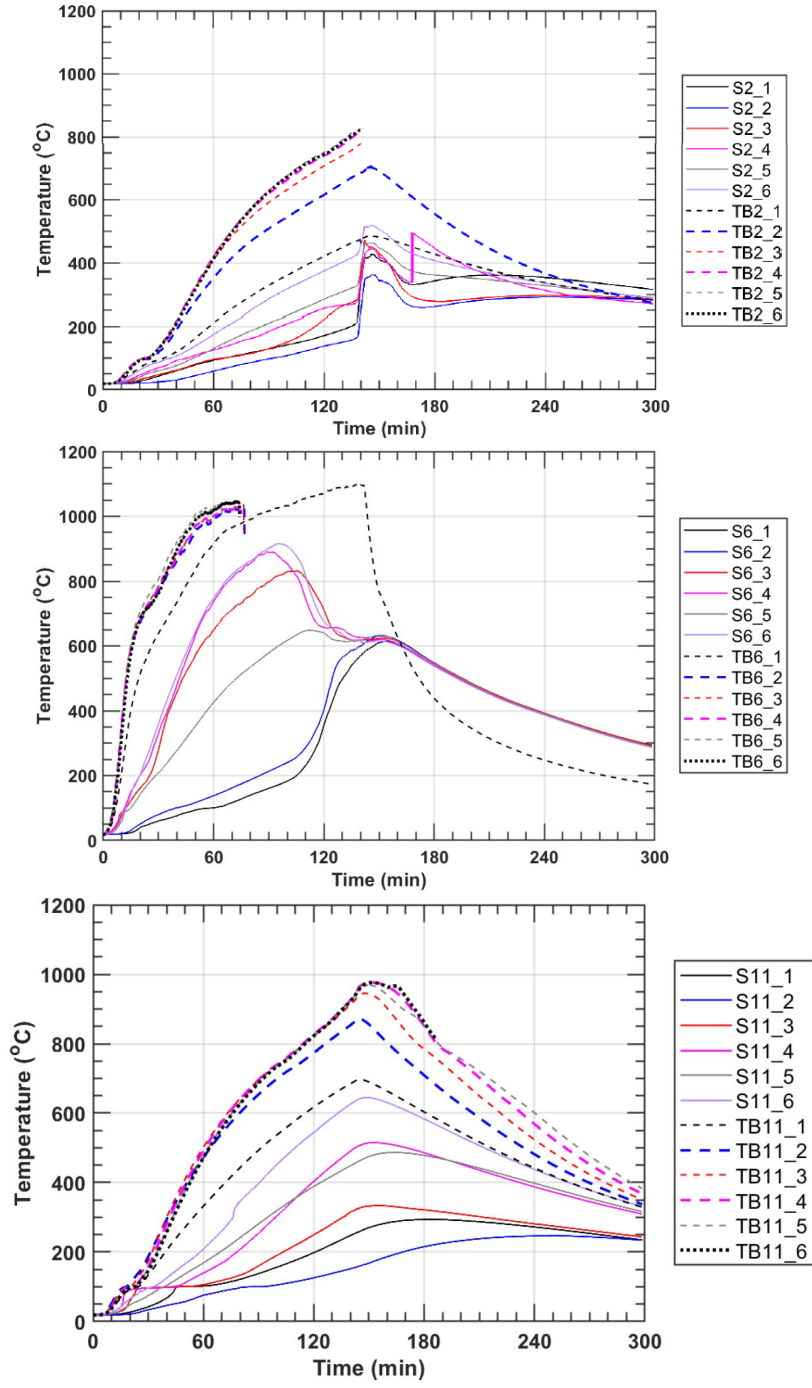 1200
1000
800
600
400
200
0
Temperature (°C)
0 60 120 180 240 300
Time (min)
S2_1
S2_2
S2_3
S2_4
S2_5
S2_6
TB2_1
TB2_2
TB2_3
TB2_4
TB2_5
TB2_6
1200
1000
800
600
400
200
0
Temperature (°C)
0 60 120 180 240 300
Time (min)
S6_1
S6_2
S6_3
S6_4
S6_5
S6_6
TB6_1
TB6_2
TB6_3
TB6_4
TB6_5
TB6_6
1200
1000
800
600
400
200
0
Temperature (°C)
0 60 120 180 240 300
Time (min)
S11_1
S11_2
S11_3
S11_4
S11_5
S11_6
TB11_1
TB11_2
TB11_3
TB11_4
TB11_5
TB11_6